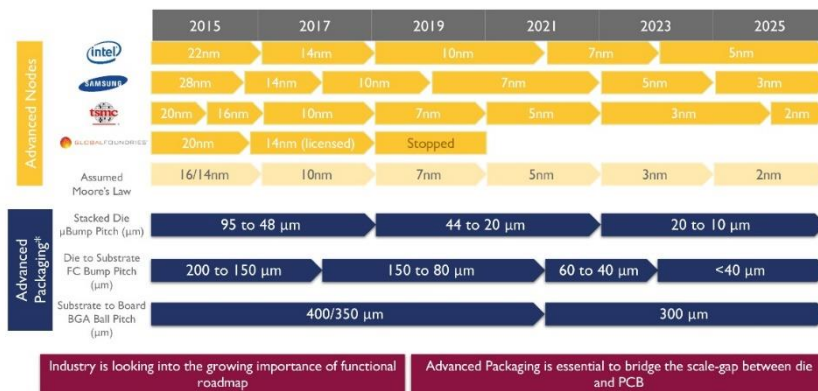 2015 2017 2019 2021 2023 2025
Advanced Nodes
intel 22nm 14nm 10nm 7nm 5nm
SAMSUNG 28nm 14nm 10nm 7nm 5nm 3nm
tsmc 20nm 16nm 10nm 7nm 5nm 3nm 2nm
GLOBALFOUNDRIES 20nm 14nm (licensed) Stopped
Assumed
Moore's Law
16/14nm 10nm 7nm 5nm 3nm 2nm
Advanced
Packaging*
Stacked Die
μBump Pitch (μm)
95 to 48 μm 44 to 20 μm 20 to 10 μm
Die to Substrate
FC Bump Pitch
(μm)
200 to 150 μm 150 to 80 μm 60 to 40 μm <40 μm
Substrate to Board
BGA Ball Pitch
(μm)
400/350 μm 300 μm
Industry is looking into the growing importance of functional
roadmap
Advanced Packaging is essential to bridge the scale-gap between die
and PCB